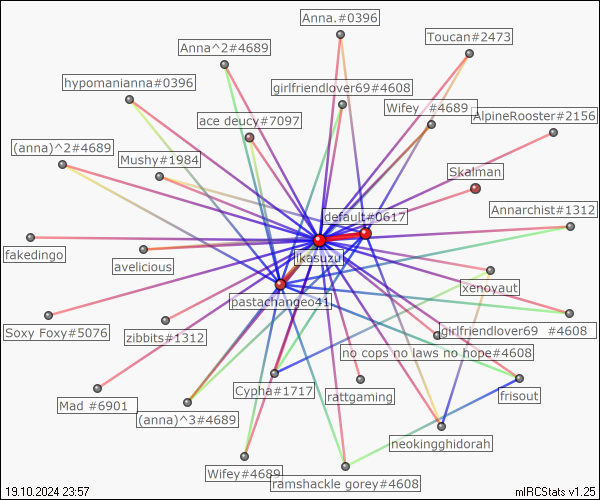 Anna.#0396
Toucan#2473
Anna^2#4689
hypomanianna#0396
girlfriendlover69#4608
Wifey  #4689
AlpineRooster#2156
ace deucy#7097
(anna)^2#4689
Mushy#1984
Skalman
Annarchist#1312
default#0617
fakedingo
avelicious
ikasuzu
xenoyaut
pastachangeo41
Soxy Foxy#5076
zibbits#1312
girlfriendlover69  #4608
no cops no laws no hope#4608
Cypha#1717
rattgaming
frisout
Mad #6901
(anna)^3#4689
neokingghidorah
Wifey#4689
ramshackle gorey#4608
19.10.2024 23:57
mIRCStats v1.25